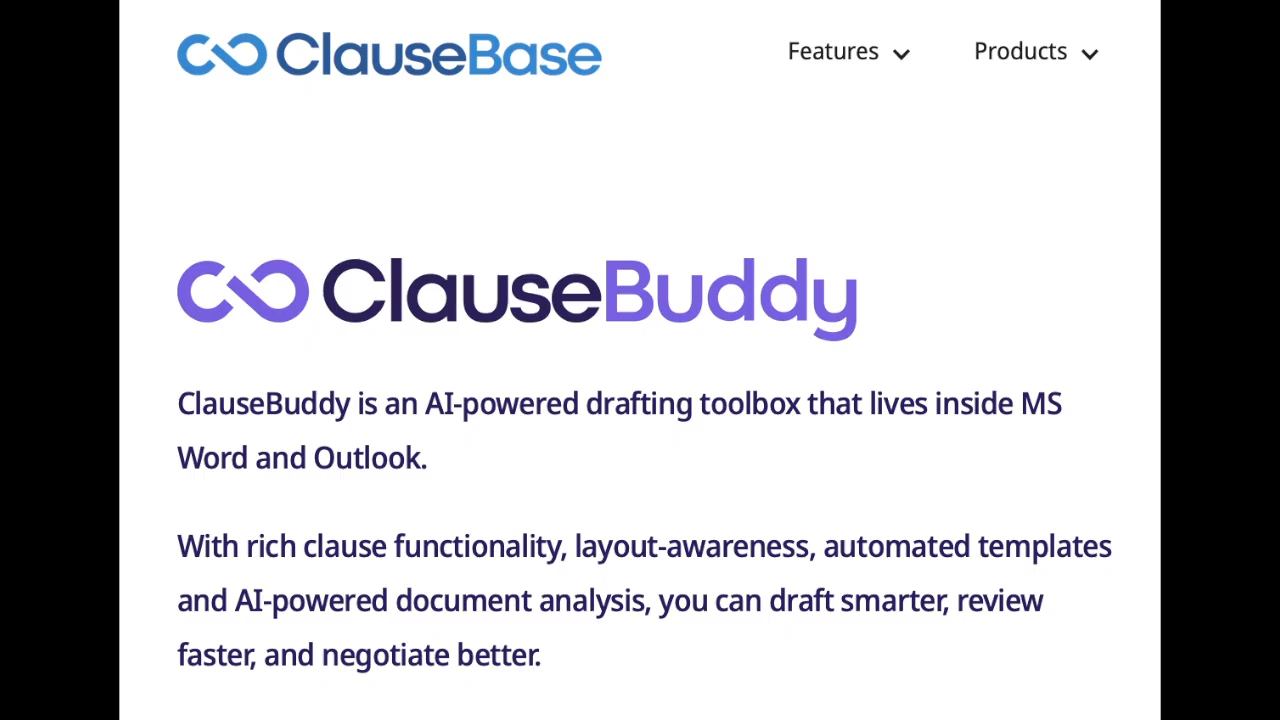 ClauseBase
Features
Products
ClauseBuddy
ClauseBuddy is an AI-powered drafting toolbox that lives inside MS
Word and Outlook.
With rich clause functionality, layout-awareness, automated templates
and AI-powered document analysis, you can draft smarter, review
faster, and negotiate better.